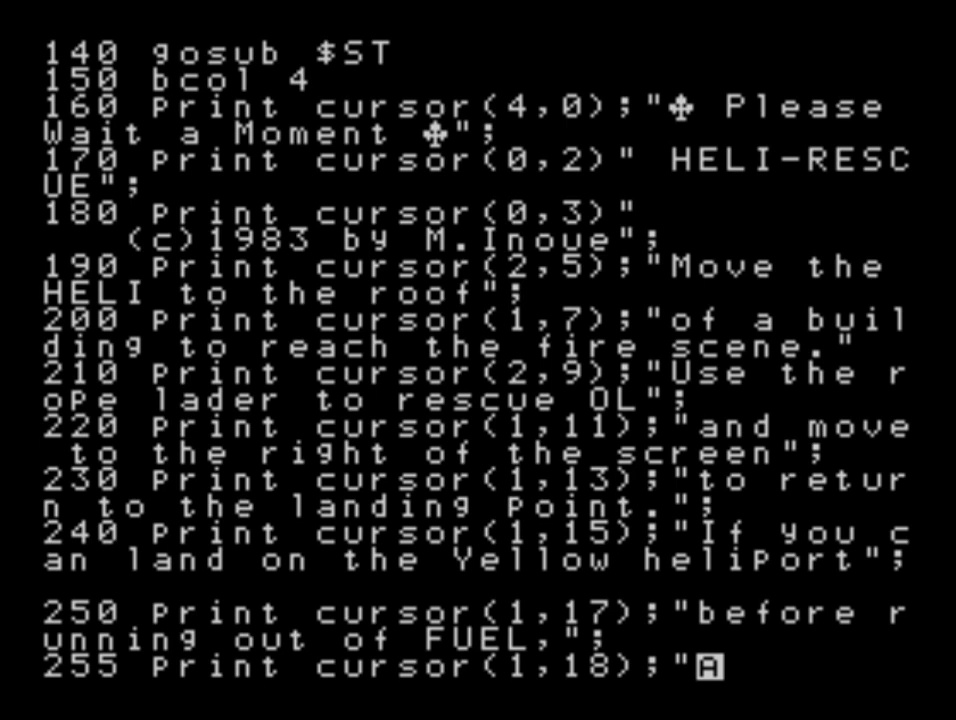 140 gosub $ST
150 bcol 4
160 print cursor(4,0);"♣ Please
Wait a Moment ♣";
170 print cursor(0,2)" HELI-RESC
UE";
180 print cursor(0,3)"
(c)1983 by M.Inoue";
190 print cursor(2,5);"Move the
HELI to the roof";
200 print cursor(1,7);"of a buil
ding to reach the fire scene."
210 print cursor(2,9);"Use the r
ope lader to rescue OL";
220 print cursor(1,11);"and move
to the right of the screen";
230 print cursor(1,13);"to retur
n to the landing point.";
240 print cursor(1,15);"If you c
an land on the Yellow heliport";
250 print cursor(1,17);"before r
unning out of FUEL,";
255 print cursor(1,18);"A